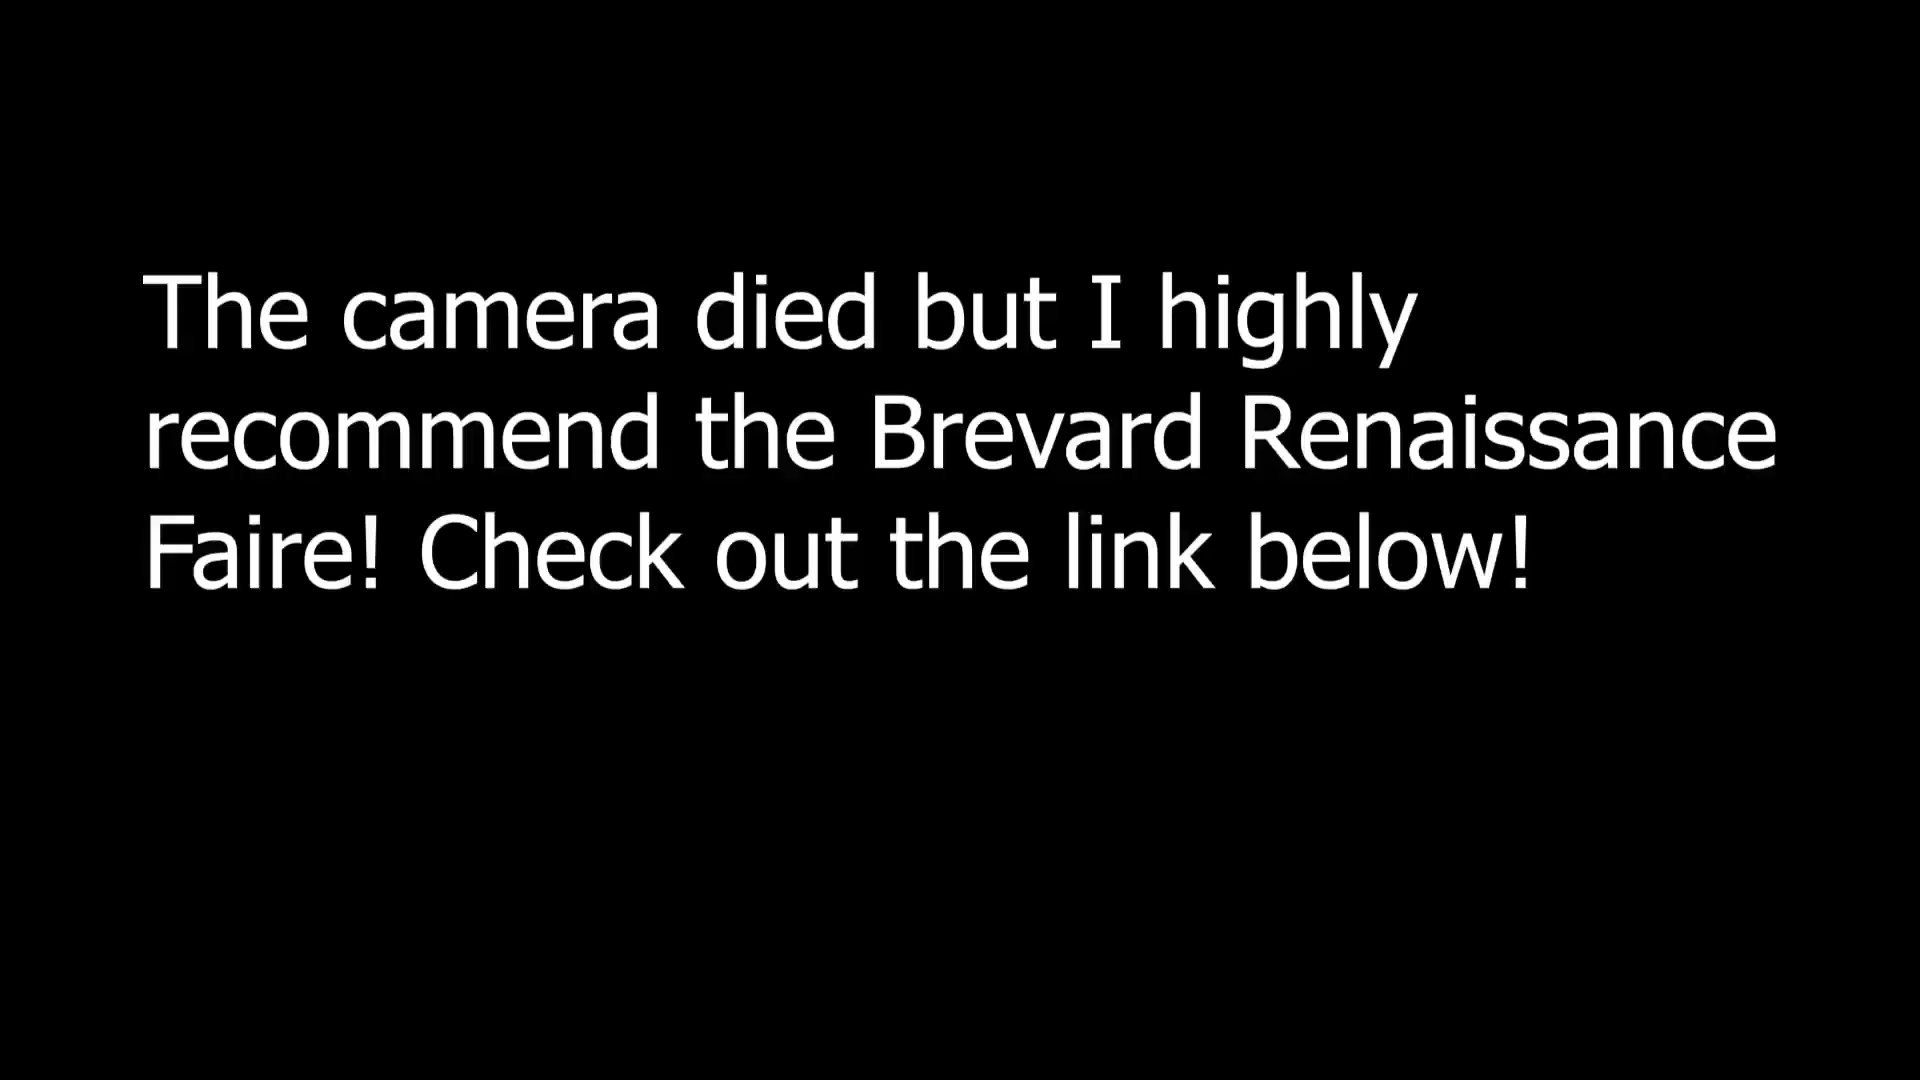 The camera died but I highly
recommend the Brevard Renaissance
Faire! Check out the link below!